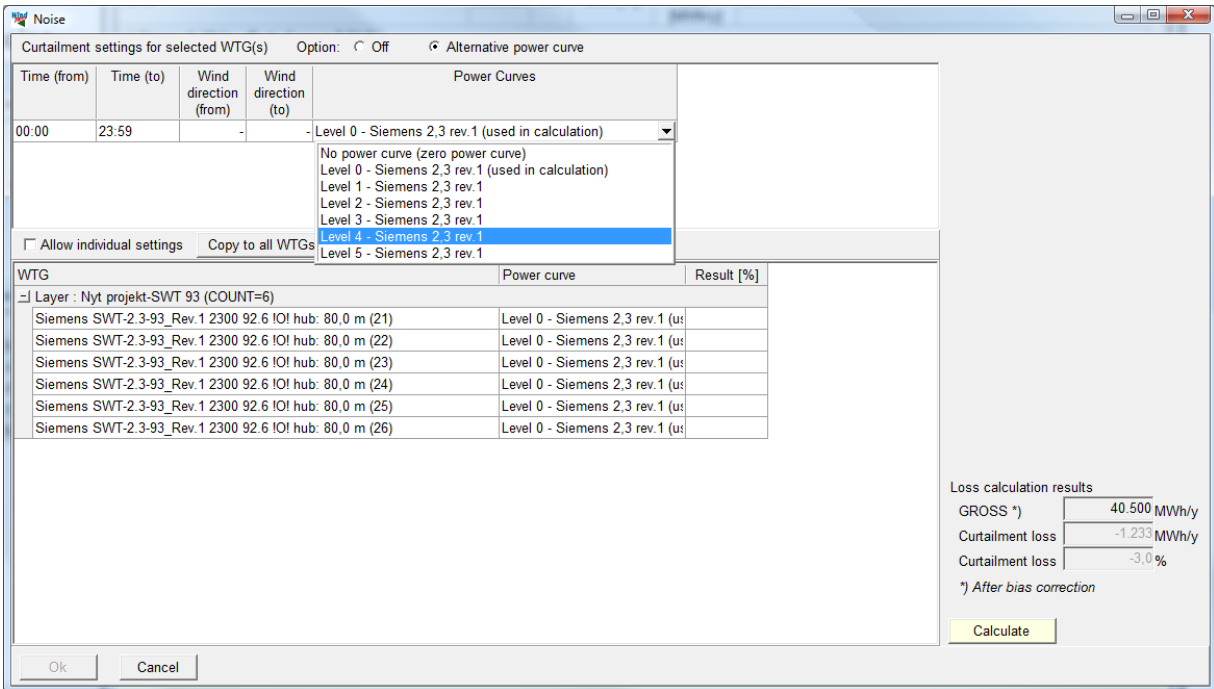 Noise
Curtailment settings for selected WTG(s) Option: Off Alternative power curve
Time (from) Time (to) Wind direction (from) Wind direction (to) Power Curves
00:00 23:59 - - Level 0 - Siemens 2,3 rev.1 (used in calculation)
No power curve (zero power curve)
Level 0 - Siemens 2,3 rev.1 (used in calculation)
Level 1 - Siemens 2,3 rev.1
Level 2 - Siemens 2,3 rev.1
Level 3 - Siemens 2,3 rev.1
Level 4 - Siemens 2,3 rev.1
Level 5 - Siemens 2,3 rev.1
Allow individual settings Copy to all WTGs
WTG Power curve Result [%]
Layer : Nyt projekt-SWT 93 (COUNT=6)
Siemens SWT-2.3-93_Rev.1 2300 92.6 !O! hub: 80,0 m (21) Level 0 - Siemens 2,3 rev.1 (us
Siemens SWT-2.3-93_Rev.1 2300 92.6 !O! hub: 80,0 m (22) Level 0 - Siemens 2,3 rev.1 (us
Siemens SWT-2.3-93_Rev.1 2300 92.6 !O! hub: 80,0 m (23) Level 0 - Siemens 2,3 rev.1 (us
Siemens SWT-2.3-93_Rev.1 2300 92.6 !O! hub: 80,0 m (24) Level 0 - Siemens 2,3 rev.1 (us
Siemens SWT-2.3-93_Rev.1 2300 92.6 !O! hub: 80,0 m (25) Level 0 - Siemens 2,3 rev.1 (us
Siemens SWT-2.3-93_Rev.1 2300 92.6 !O! hub: 80,0 m (26) Level 0 - Siemens 2,3 rev.1 (us
Loss calculation results
GROSS *) 40.500 MWh/y
Curtailment loss -1.233 MWh/y
Curtailment loss -3,0 %
*) After bias correction
Calculate
Ok Cancel